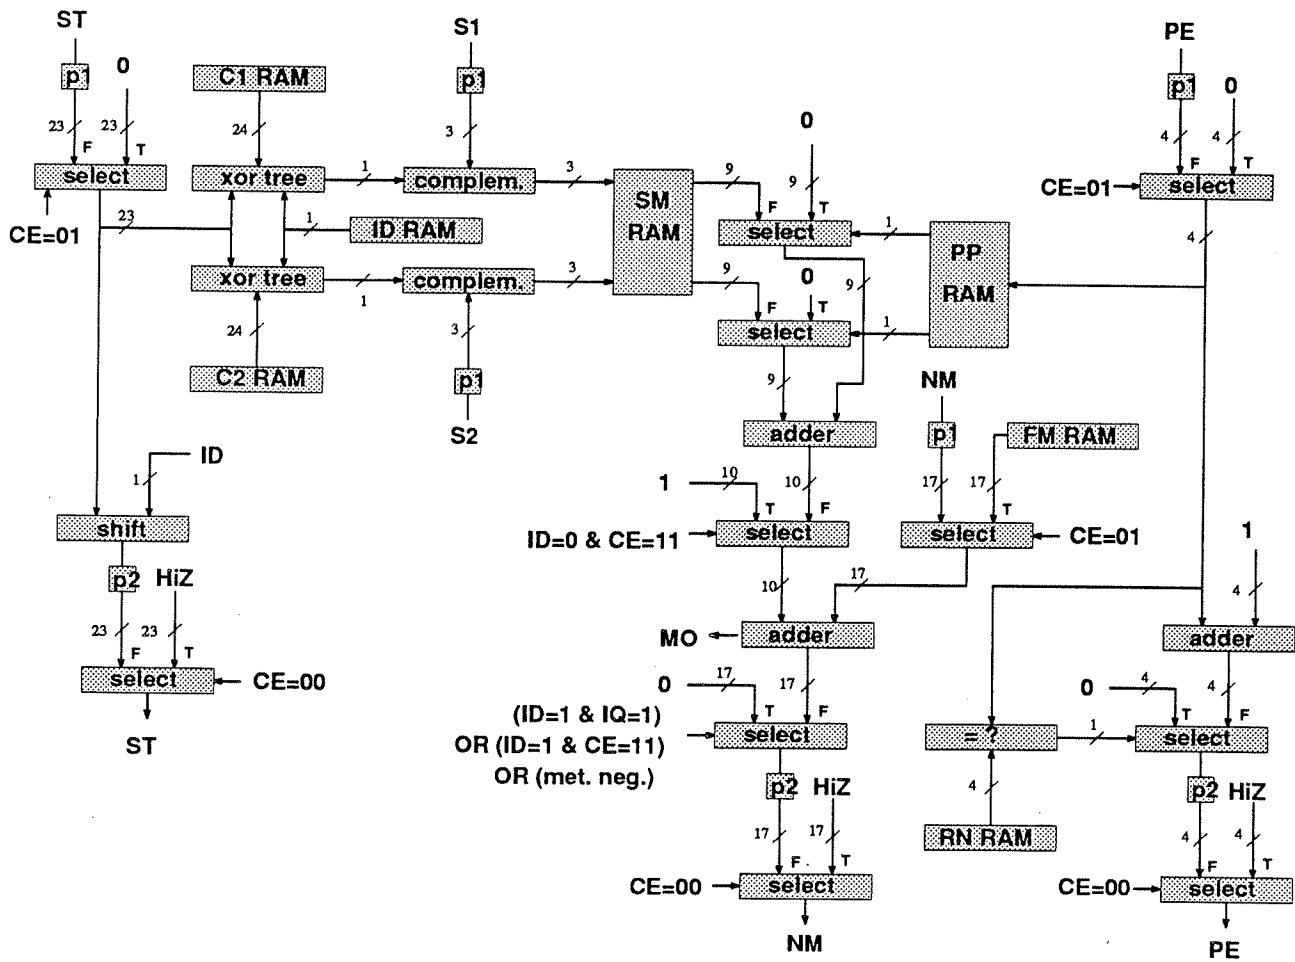 ST
S1
PE
p1
0
C1 RAM
p1
p1
0
23
23
24
3
0
4
4
F
T
F
T
select
xor tree
1
complem.
3
SM
RAM
9
9
CE=01
select
F
T
CE=01
23
1
ID RAM
select
1
PP
RAM
4
xor tree
1
complem.
3
9
0
9
F
T
select
1
24
3
C2 RAM
p1
9
NM
S2
adder
p1
FM RAM
ID
1
1
10
10
17
17
T
F
T
shift
ID=0 & CE=11
select
select
CE=01
1
p2
HiZ
10
17
4
23
23
MO
adder
adder
F
T
select
CE=00
0
17
17
0
4
4
(ID=1 & IQ=1)
T
F
T
F
ST
OR (ID=1 & CE=11)
select
= ?
1
select
OR (met. neg.)
p2
HiZ
4
p2
HiZ
17
17
RN RAM
4
4
F
T
F
T
CE=00
select
CE=00
select
NM
PE